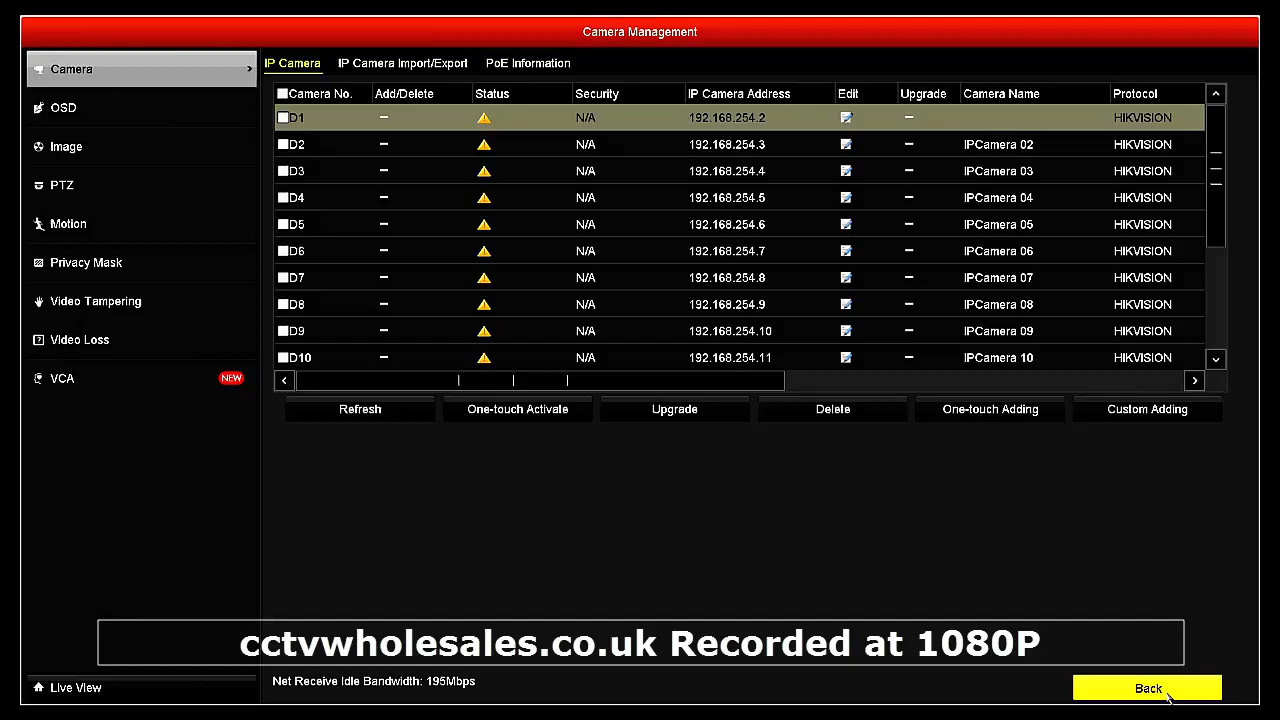 Camera Management
Camera
OSD
Image
PTZ
Motion
Privacy Mask
Video Tampering
Video Loss
VCA NEW
Live View
IP Camera IP Camera Import/Export PoE Information
Camera No. Add/Delete Status Security IP Camera Address Edit Upgrade Camera Name Protocol
D1 – N/A 192.168.254.2 – HIKVISION
D2 – N/A 192.168.254.3 – IPCamera 02 HIKVISION
D3 – N/A 192.168.254.4 – IPCamera 03 HIKVISION
D4 – N/A 192.168.254.5 – IPCamera 04 HIKVISION
D5 – N/A 192.168.254.6 – IPCamera 05 HIKVISION
D6 – N/A 192.168.254.7 – IPCamera 06 HIKVISION
D7 – N/A 192.168.254.8 – IPCamera 07 HIKVISION
D8 – N/A 192.168.254.9 – IPCamera 08 HIKVISION
D9 – N/A 192.168.254.10 – IPCamera 09 HIKVISION
D10 – N/A 192.168.254.11 – IPCamera 10 HIKVISION
Refresh One-touch Activate Upgrade Delete One-touch Adding Custom Adding
cctvwholesales.co.uk Recorded at 1080P
Net Receive Idle Bandwidth: 195Mbps
Back